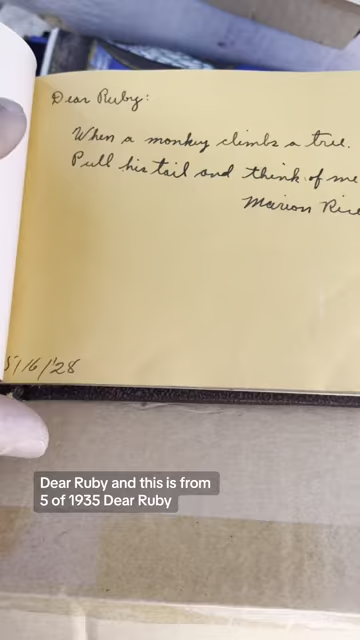 Dear Ruby:
When a monkey climbs a tree.
Pull his tail and think of me
Marion
5/16/'28
Dear Ruby and this is from
5 of 1935 Dear Ruby